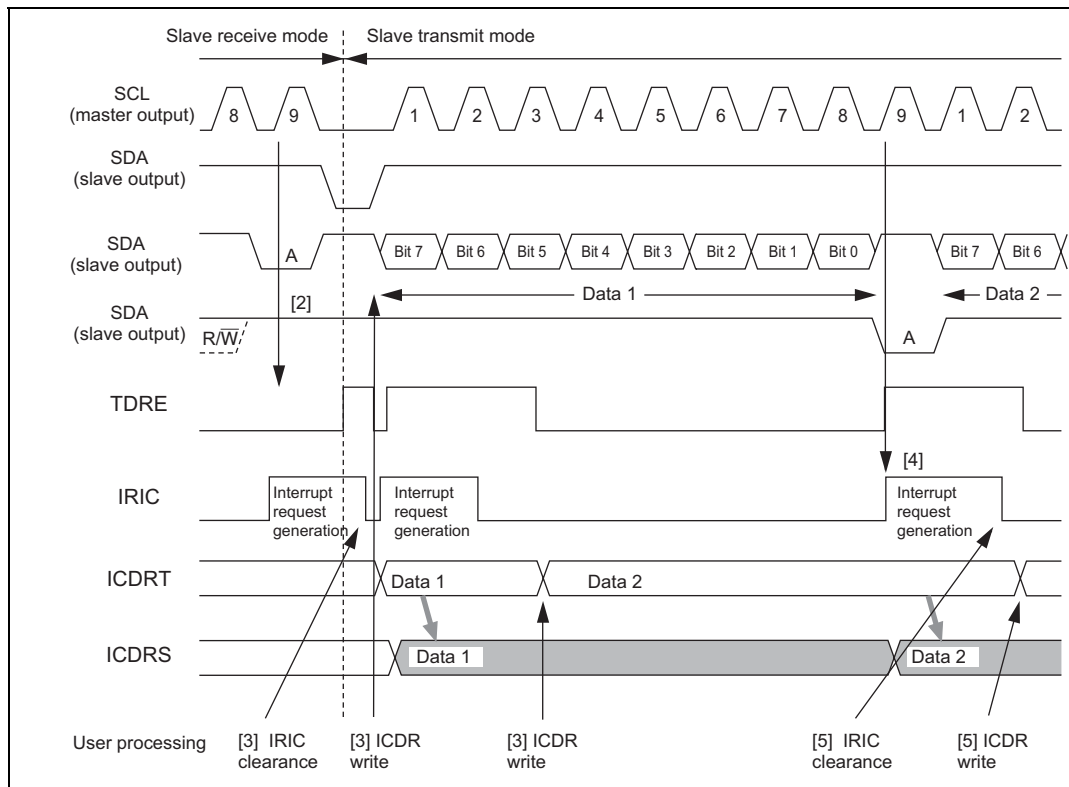 Slave receive mode
Slave transmit mode
SCL
(master output)
8
9
1
2
3
4
5
6
7
8
9
1
2
SDA
(slave output)
SDA
(slave output)
A
Bit 7
Bit 6
Bit 5
Bit 4
Bit 3
Bit 2
Bit 1
Bit 0
Bit 7
Bit 6
[2]
Data 1
Data 2
SDA
(slave output)
R/W̅
A
TDRE
[4]
IRIC
Interrupt
request
generation
Interrupt
request
generation
Interrupt
request
generation
ICDRT
Data 1
Data 2
ICDRS
Data 1
Data 2
User processing
[3] IRIC
clearance
[3] ICDR
write
[3] ICDR
write
[5] IRIC
clearance
[5] ICDR
write